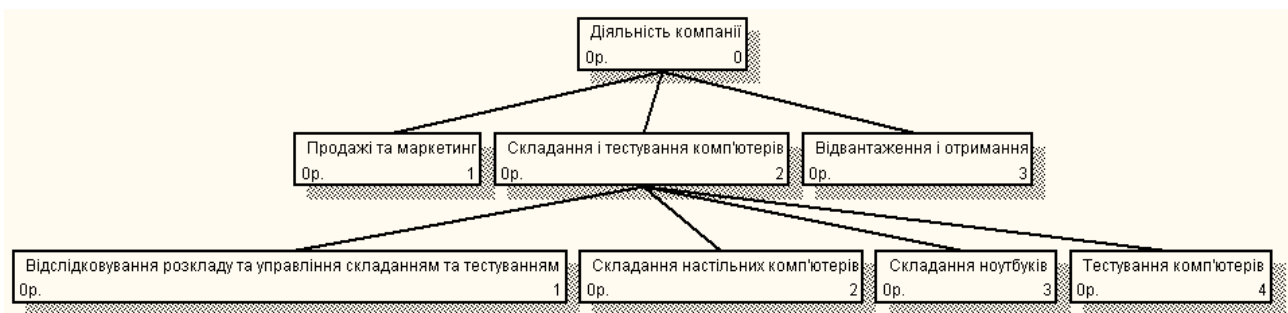 Діяльність компанії
0р. 0
Продажі та маркетинг
0р. 1
Складання і тестування комп'ютерів
0р. 2
Відвантаження і отримання
0р. 3
Відслідковування розкладу та управління складанням та тестуванням
0р. 1
Складання настільних комп'ютерів
0р. 2
Складання ноутбуків
0р. 3
Тестування комп'ютерів
0р. 4